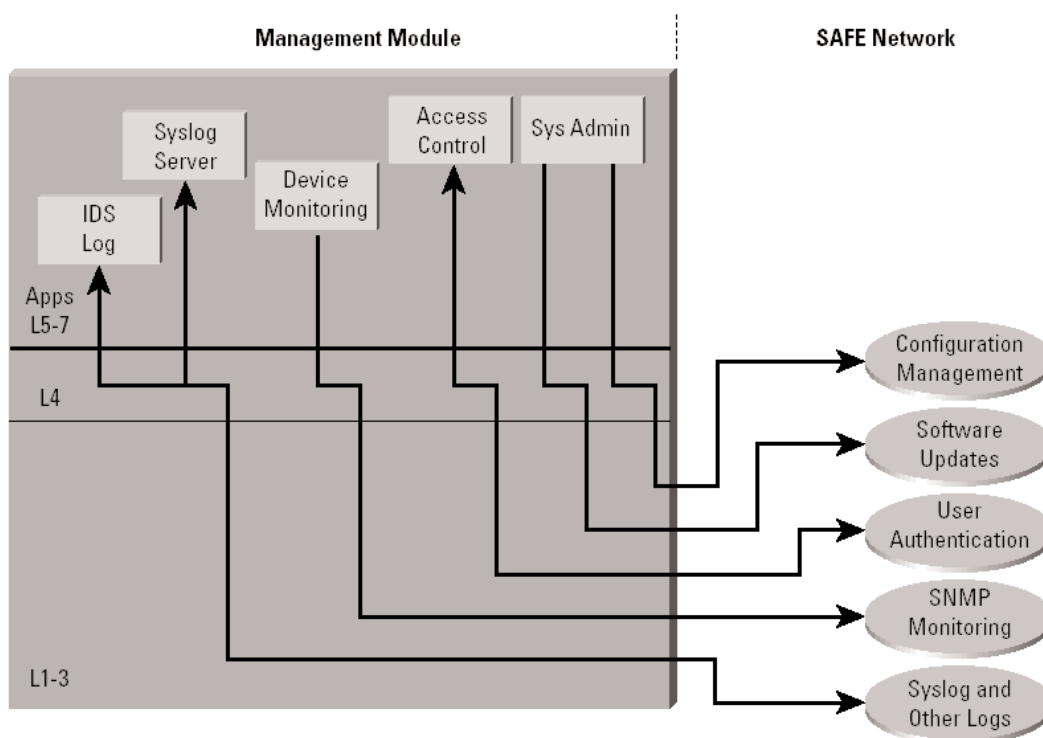 Management Module
SAFE Network
Syslog
Server
Access
Control
Sys Admin
Device
Monitoring
IDS
Log
Apps
L5-7
L4
L1-3
Configuration
Management
Software
Updates
User
Authentication
SNMP
Monitoring
Syslog and
Other Logs